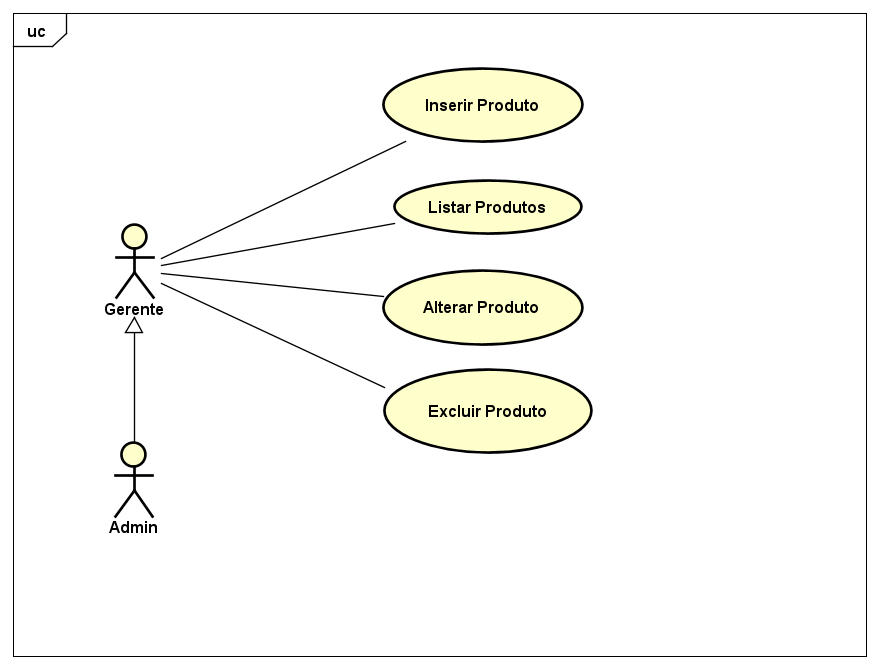 uc
Inserir Produto
Listar Produtos
Gerente
Alterar Produto
Excluir Produto
Admin